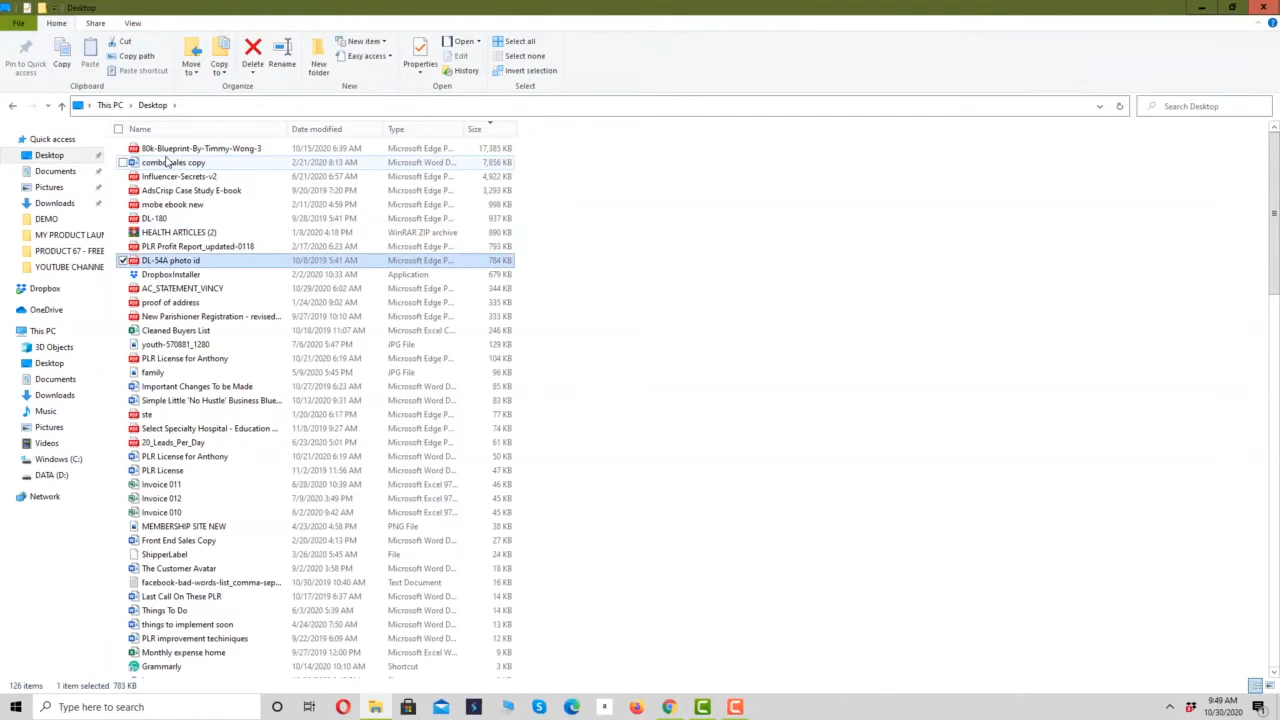 Desktop
File Home Share View
Pin to Quick access
Copy
Paste
Cut
Copy path
Paste shortcut
Clipboard
Move to
Copy to
Delete
Rename
Organize
New folder
New item
Easy access
New
Properties
Open
Edit
History
Open
Select all
Select none
Invert selection
Select
This PC > Desktop >
Search Desktop
Quick access
Desktop
Documents
Pictures
Downloads
DEMO
MY PRODUCT LAUN
PRODUCT 67 - FREE
YOUTUBE CHANNE
Dropbox
OneDrive
This PC
3D Objects
Desktop
Documents
Downloads
Music
Pictures
Videos
Windows (C:)
DATA (D:)
Network
Name Date modified Type Size
80k-Blueprint-By-Timmy-Wong-3 10/15/2020 6:39 AM Microsoft Edge P... 17,385 KB
combo sales copy 2/21/2020 8:13 AM Microsoft Word D... 7,856 KB
Influencer-Secrets-v2 6/21/2020 6:57 AM Microsoft Edge P... 4,922 KB
AdsCrisp Case Study E-book 9/20/2019 7:20 PM Microsoft Edge P... 3,293 KB
mobe ebook new 2/11/2020 4:59 PM Microsoft Edge P... 998 KB
DL-180 9/28/2019 5:41 PM Microsoft Edge P... 937 KB
HEALTH ARTICLES (2) 1/8/2020 4:18 PM WinRAR ZIP archive 890 KB
PLR Profit Report_updated-0118 2/17/2020 6:23 AM Microsoft Edge P... 793 KB
DL-54A photo id 10/8/2019 5:41 AM Microsoft Edge P... 784 KB
DropboxInstaller 2/2/2020 10:33 AM Application 679 KB
AC_STATEMENT_VINCY 10/29/2020 6:02 AM Microsoft Edge P... 344 KB
proof of address 1/24/2020 9:02 AM Microsoft Edge P... 335 KB
New Parishioner Registration - revised... 9/27/2019 10:10 AM Microsoft Edge P... 333 KB
Cleaned Buyers List 10/18/2019 11:07 AM Microsoft Excel C... 246 KB
youth-570881_1280 7/6/2020 5:47 PM JPG File 129 KB
PLR License for Anthony 10/21/2019 6:19 AM Microsoft Edge P... 104 KB
family 5/9/2020 5:45 PM JPG File 96 KB
Important Changes To be Made 10/27/2019 6:23 AM Microsoft Word D... 85 KB
Simple Little 'No Hustle' Business Blue... 10/13/2020 9:31 AM Microsoft Word D... 83 KB
ste 1/20/2020 6:17 PM Microsoft Edge P... 77 KB
Select Specialty Hospital - Education ... 11/8/2019 9:27 AM Microsoft Edge P... 74 KB
20_Leads_Per_Day 6/23/2020 5:01 PM Microsoft Edge P... 61 KB
PLR License for Anthony 10/21/2019 6:19 AM Microsoft Word D... 50 KB
PLR License 11/2/2019 11:56 AM Microsoft Word D... 47 KB
Invoice 011 6/28/2020 10:39 AM Microsoft Excel 97... 46 KB
Invoice 012 7/9/2020 3:49 PM Microsoft Excel 97... 45 KB
Invoice 010 6/2/2020 9:42 AM Microsoft Excel 97... 45 KB
MEMBERSHIP SITE NEW 4/23/2020 4:58 PM PNG File 38 KB
Front End Sales Copy 2/20/2020 4:13 PM Microsoft Word D... 27 KB
ShipperLabel 3/26/2020 5:45 AM File 24 KB
The Customer Avatar 9/2/2020 3:58 PM Microsoft Word D... 18 KB
facebook-bad-words-list_comma-sep... 10/30/2019 10:40 AM Text Document 16 KB
Last Call On These PLR 10/17/2019 6:37 AM Microsoft Word D... 14 KB
Things To Do 6/3/2020 5:39 AM Microsoft Word D... 14 KB
things to implement soon 4/24/2020 7:50 AM Microsoft Word D... 13 KB
PLR improvement techiniques 9/22/2019 6:09 AM Microsoft Word D... 12 KB
Monthly expense home 9/27/2019 12:00 PM Microsoft Excel W... 9 KB
Grammarly 10/14/2020 10:10 AM Shortcut 3 KB
126 items 1 item selected 783 KB
Type here to search
9:49 AM
10/30/2020